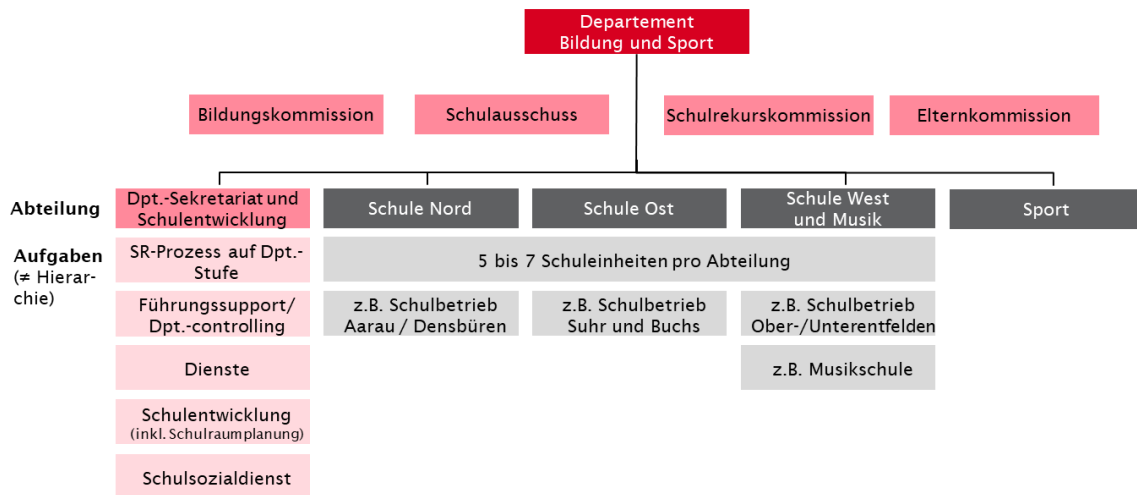 Departement
Bildung und Sport
Bildungskommission
Schulausschuss
Schulrekurskommission
Elternkommission
Abteilung
Dpt.-Sekretariat und
Schulentwicklung
Schule Nord
Schule Ost
Schule West
und Musik
Sport
Aufgaben
(≠ Hierar-
chie)
SR-Prozess auf Dpt.-
Stufe
5 bis 7 Schuleinheiten pro Abteilung
Führungssupport/
Dpt.-controlling
z.B. Schulbetrieb
Aarau / Densbüren
z.B. Schulbetrieb
Suhr und Buchs
z.B. Schulbetrieb
Ober-/Unterentfelden
Dienste
z.B. Musikschule
Schulentwicklung
(inkl. Schulraumplanung)
Schulsozialdienst